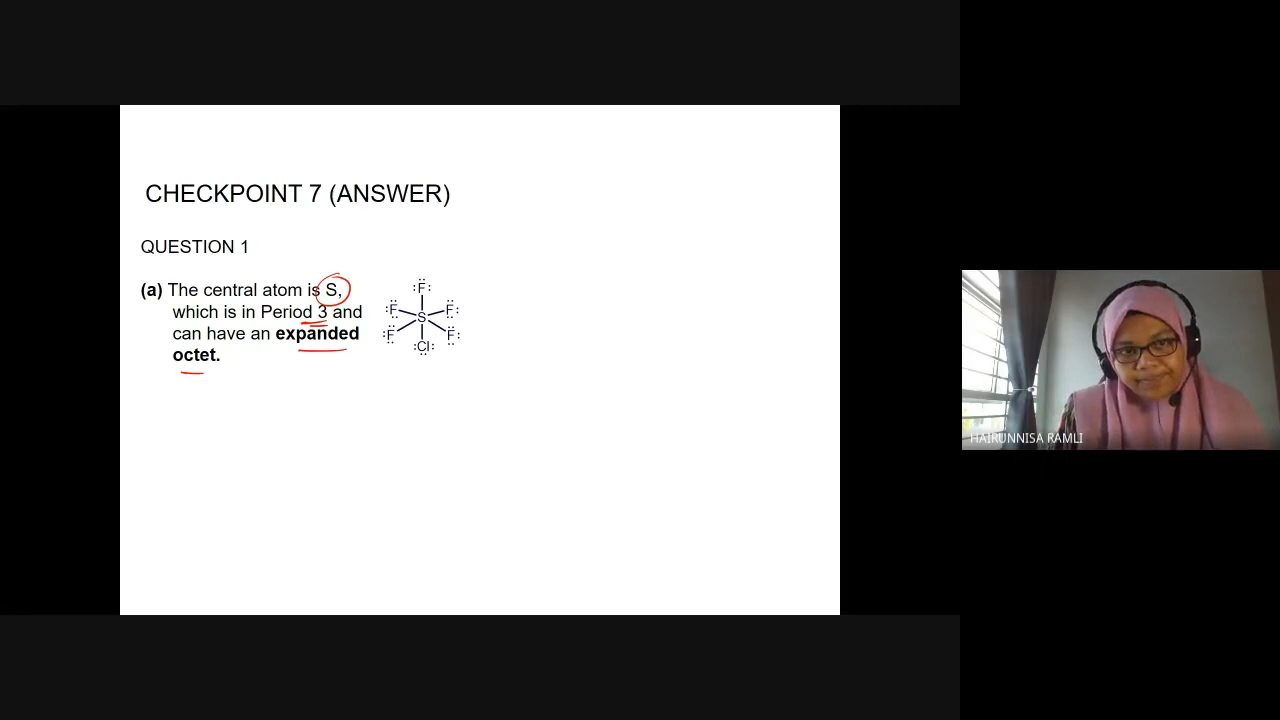 CHECKPOINT 7 (ANSWER)
QUESTION 1
(a) The central atom is S,
which is in Period 3 and
can have an expanded
octet.
F
F F
S
F F
Cl
HAIRUNNISA RAMLI